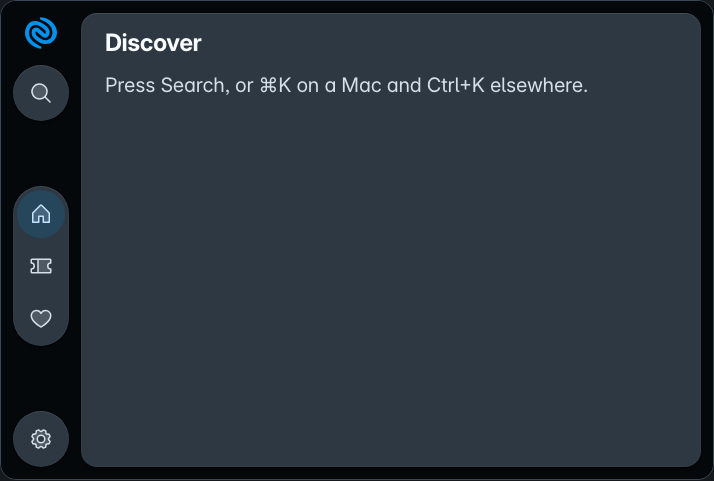 Discover
Press Search, or ⌘K on a Mac and Ctrl+K elsewhere.